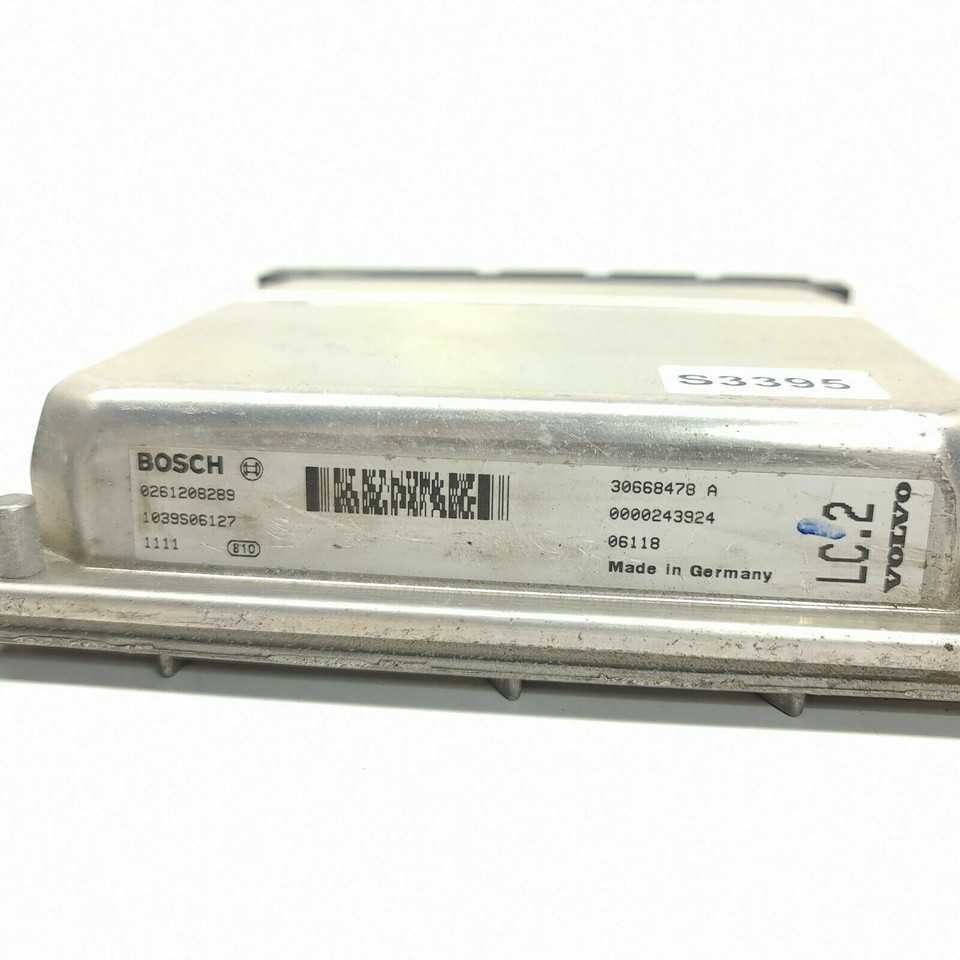 S3395
BOSCH
0261208289
1039S06127
1111 810
30668478 A
0000243924
06118
Made in Germany
LC.2
VOLVO